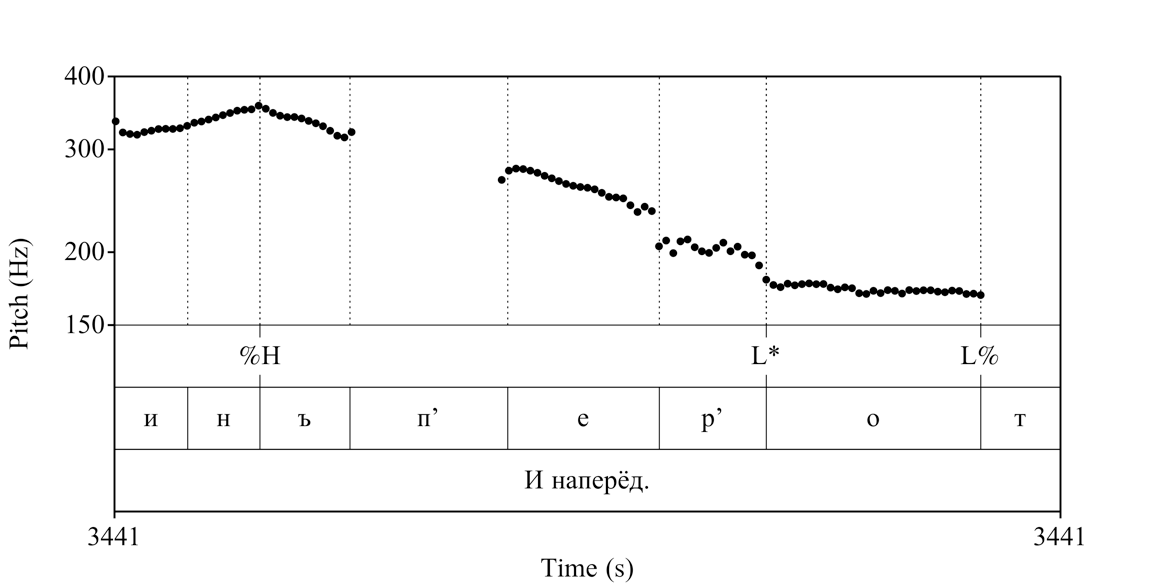 400
300
200
150
Pitch (Hz)
%H L* L%
и н ъ п’ е р’ о т
И наперёд.
3441 3441
Time (s)